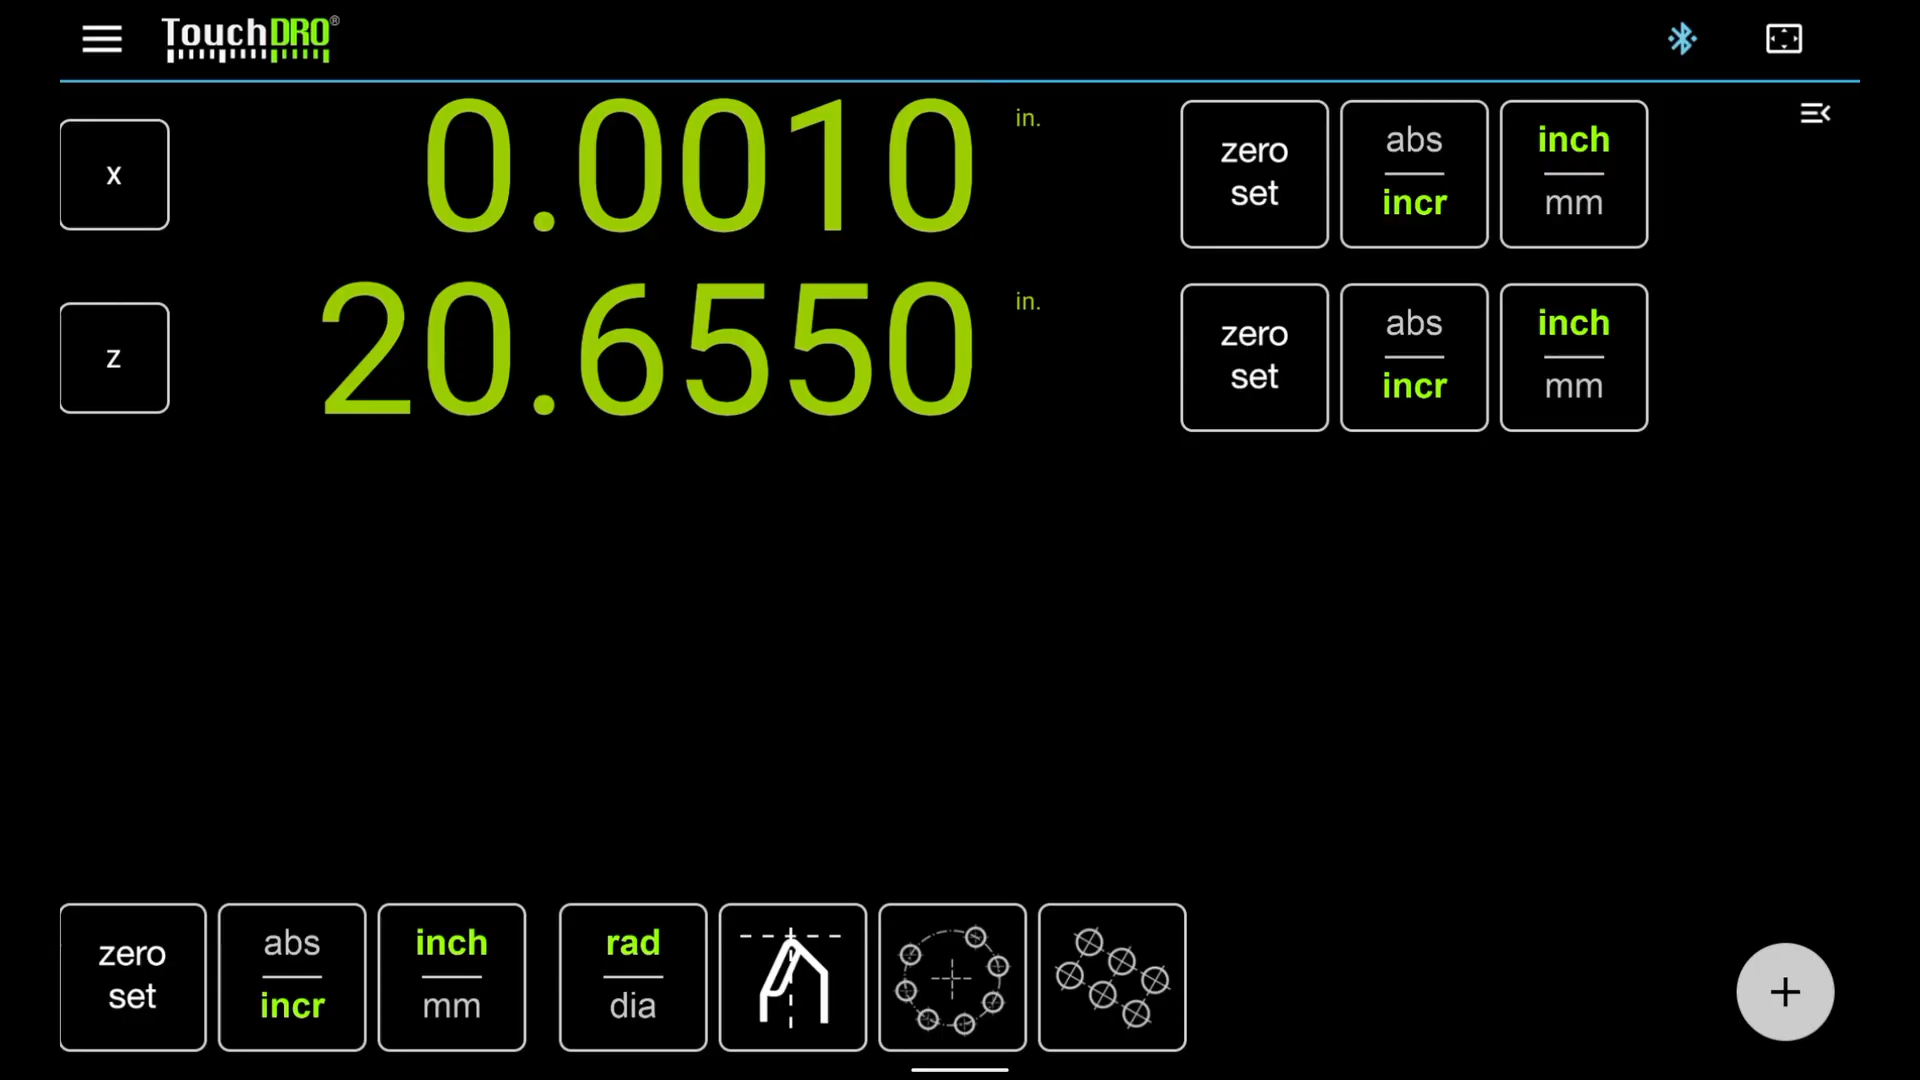 TouchDRO®
x
0.0010 in.
zero
set
abs
incr
inch
mm
z
20.6550 in.
zero
set
abs
incr
inch
mm
zero
set
abs
incr
inch
mm
rad
dia
+